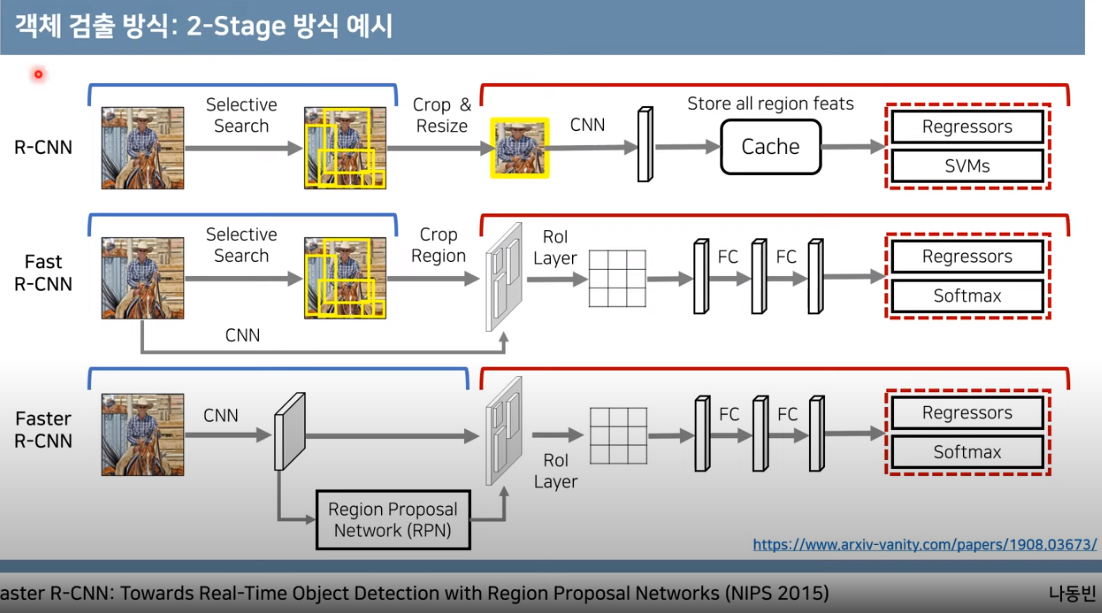 객체 검출 방식: 2-Stage 방식 예시
R-CNN
Selective
Search
Crop &
Resize
CNN
Store all region feats
Cache
Regressors
SVMs
Fast
R-CNN
Selective
Search
Crop
Region
CNN
RoI
Layer
FC
FC
Regressors
Softmax
Faster
R-CNN
CNN
Region Proposal
Network (RPN)
RoI
Layer
FC
FC
Regressors
Softmax
https://www.arxiv-vanity.com/papers/1908.03673/
aster R-CNN: Towards Real-Time Object Detection with Region Proposal Networks (NIPS 2015)
나동빈